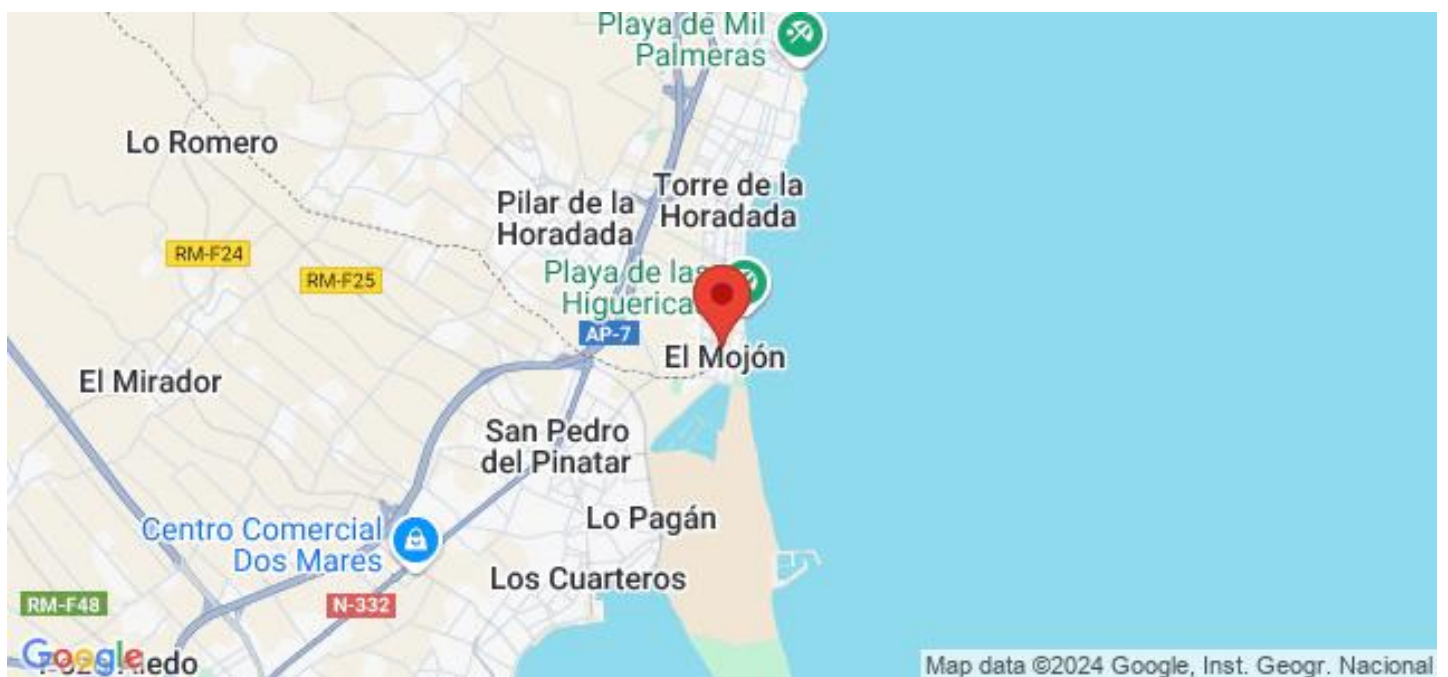 Playa de Mil
Palmeras
Lo Romero
Torre de la
Horadada
Pilar de la
Horadada
RM-F24
RM-F25
Playa de las
Higuerica
AP-7
El Mojón
El Mirador
San Pedro
del Pinatar
Lo Pagán
Centro Comercial
Dos Mares
Los Cuarteros
RM-F48
N-332
Google
Map data ©2024 Google, Inst. Geogr. Nacional